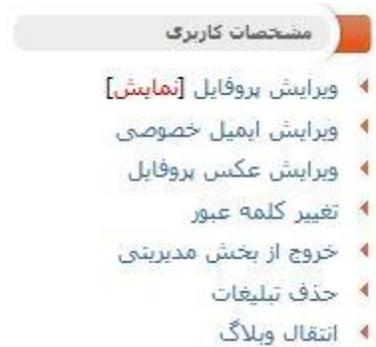 مشخصات کاربری
ویرایش پروفایل [نمایش]
ویرایش ایمیل خصوصی
ویرایش عکس پروفایل
تغییر کلمه عبور
خروج از بخش مدیریتی
حذف تبلیغات
انتقال وبلاگ